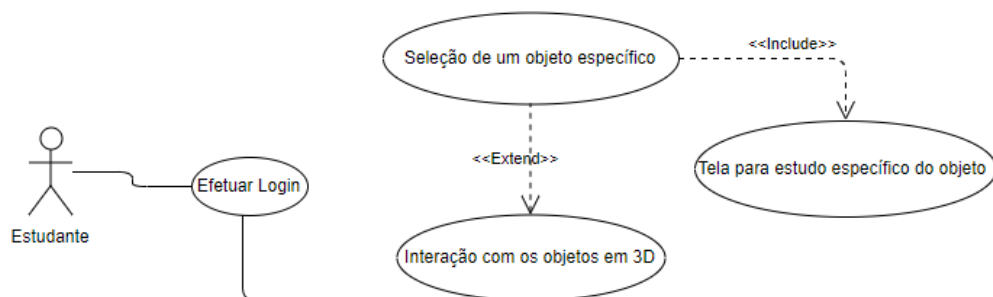 Seleção de um objeto específico
<<Include>>
<<Extend>>
Tela para estudo específico do objeto
Efetuar Login
Estudante
Interação com os objetos em 3D